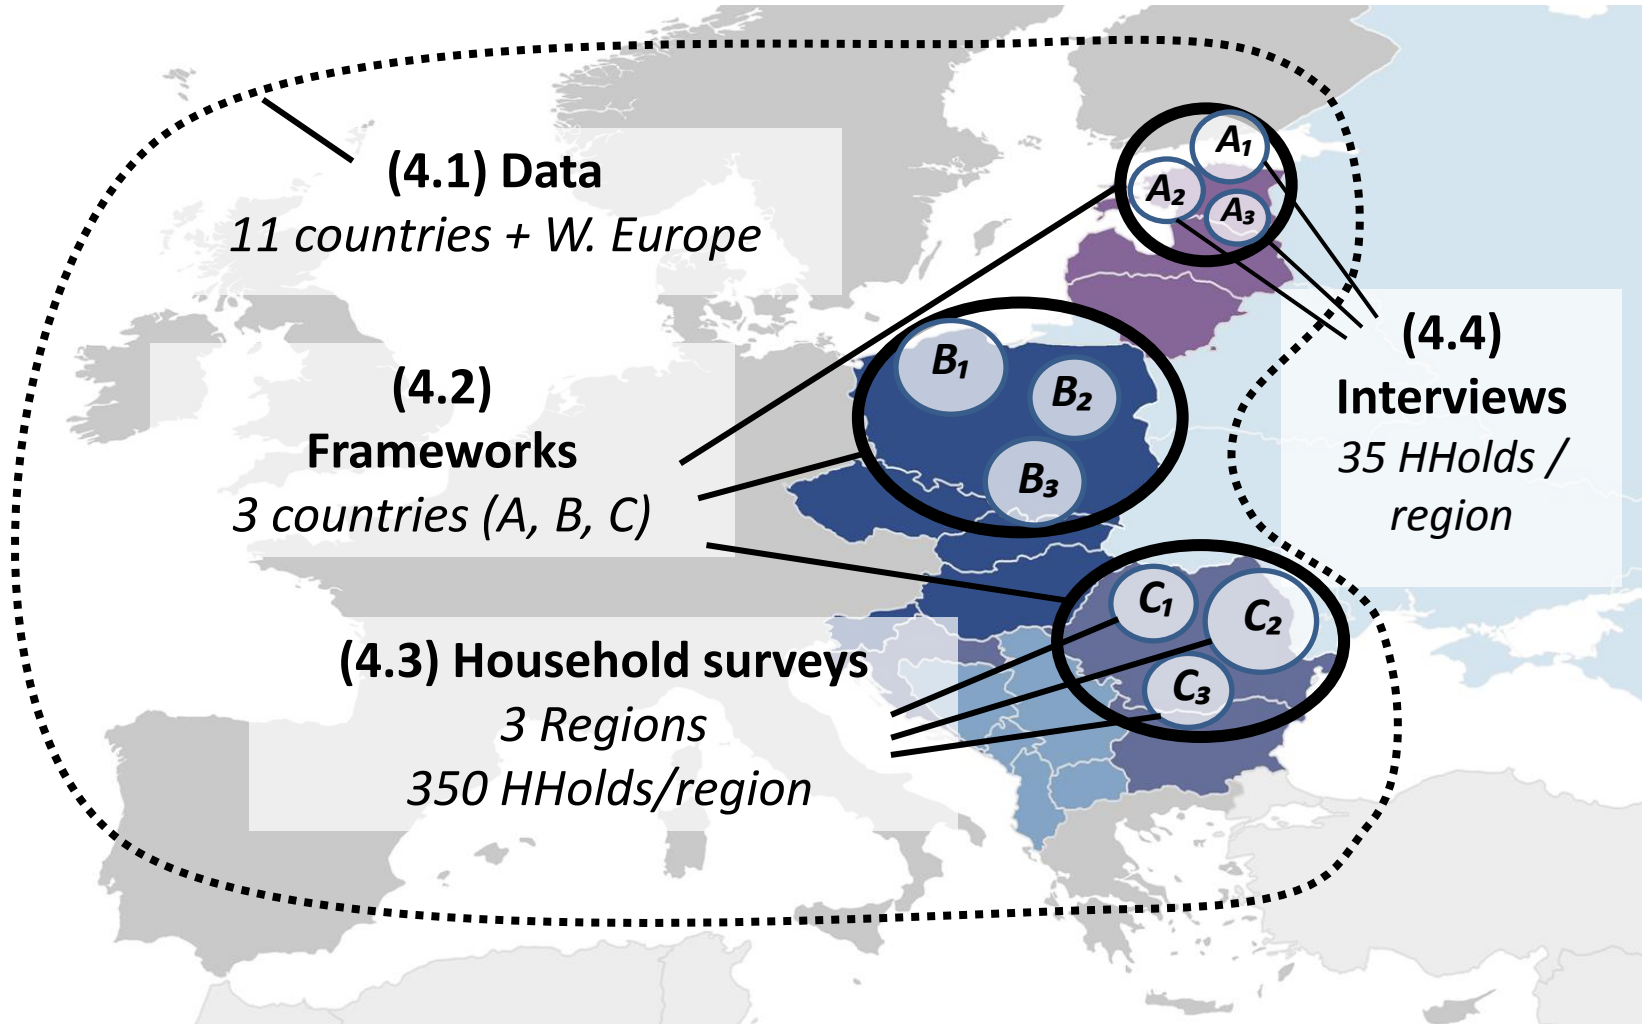 (4.1) Data
11 countries + W. Europe
(4.2)
Frameworks
3 countries (A, B, C)
(4.3) Household surveys
3 Regions
350 HHolds/region
(4.4)
Interviews
35 HHolds /
region
A₁
A₂
A₃
B₁
B₂
B₃
C₁
C₂
C₃